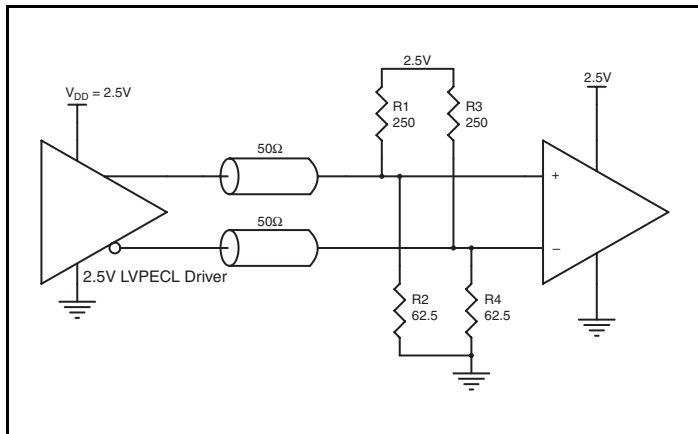 2.5V
V_DD = 2.5V
2.5V
R1
250
R3
250
50Ω
+
50Ω
−
2.5V LVPECL Driver
R2
62.5
R4
62.5